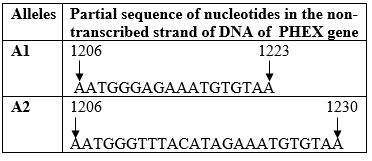 Alleles
Partial sequence of nucleotides in the non-
transcribed strand of DNA of PHEX gene
A1
1206 1223
AATGGGAGAAATGTGTAA
A2
1206 1230
AATGGGTTTACATAGAAATGTGTAA